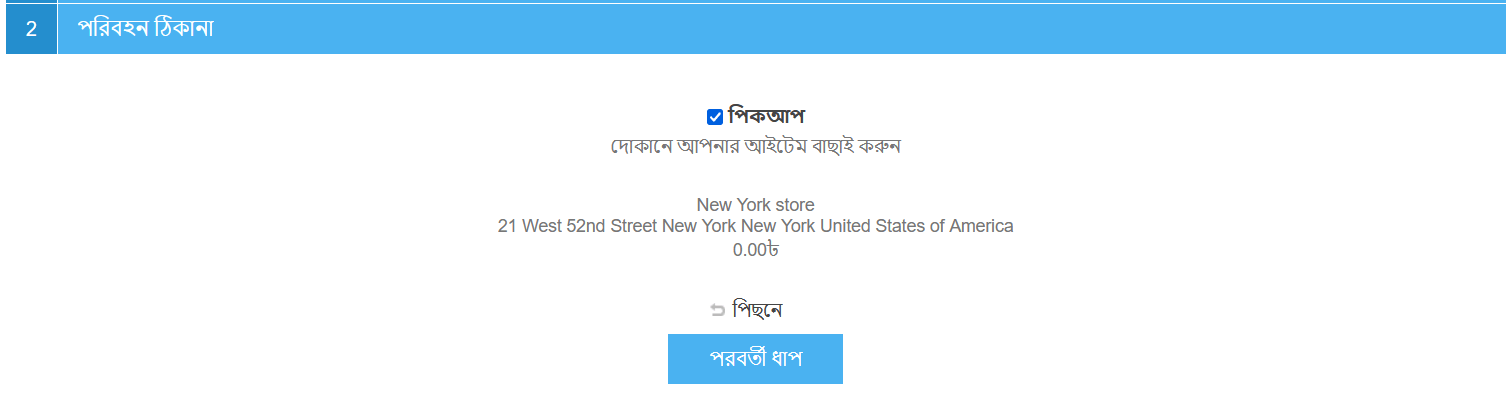 2 পরিবহন ঠিকানা
পিকআপ
দোকানে আপনার আইটেম বাছাই করুন
New York store
21 West 52nd Street New York New York United States of America
0.00৳
পিছনে
পরবর্তী ধাপ